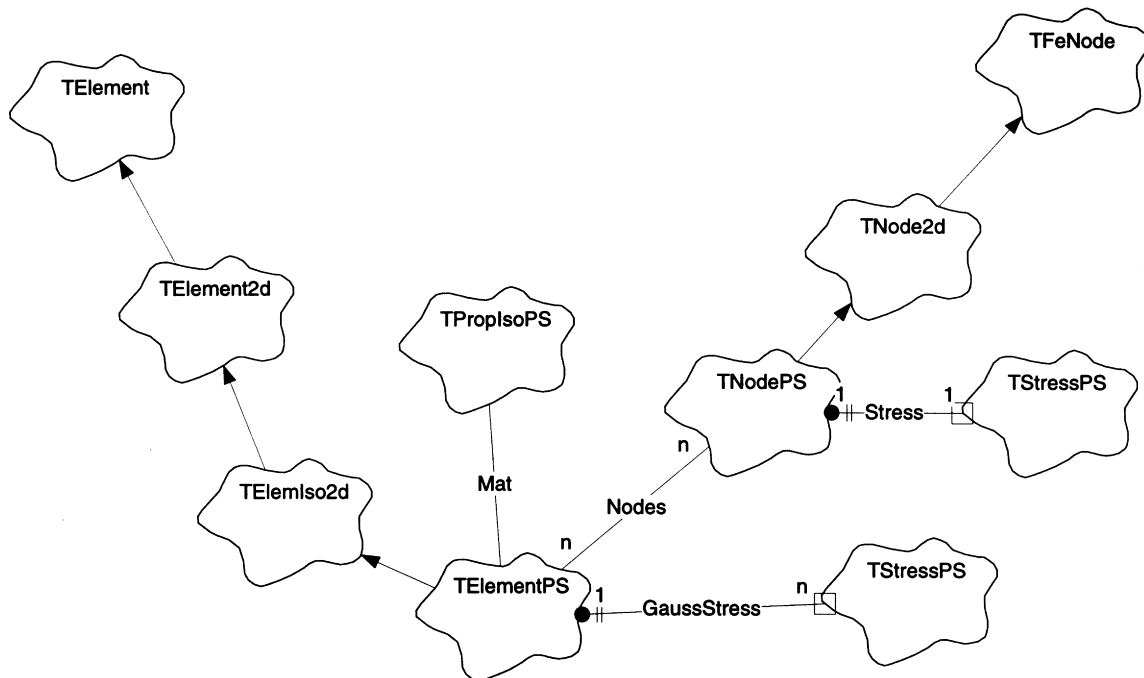 TFeNode
TElement
TNode2d
TElement2d
TPropIsoPS
TNodePS
TStressPS
1
1
Stress
n
Mat
TElemIso2d
Nodes
n
TElementPS
TStressPS
1
n
GaussStress